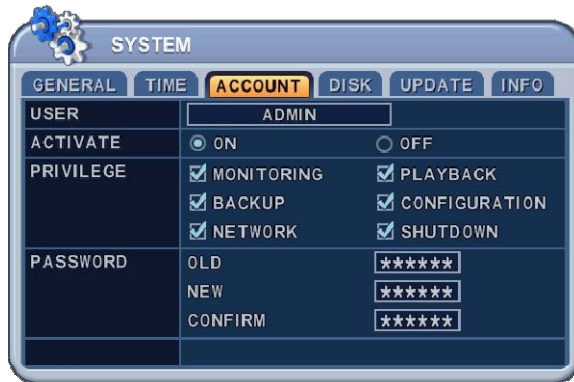 SYSTEM
GENERAL TIME ACCOUNT DISK UPDATE INFO
USER ADMIN
ACTIVATE ON OFF
PRIVILEGE MONITORING PLAYBACK
BACKUP CONFIGURATION
NETWORK SHUTDOWN
PASSWORD OLD ******
NEW ******
CONFIRM ******